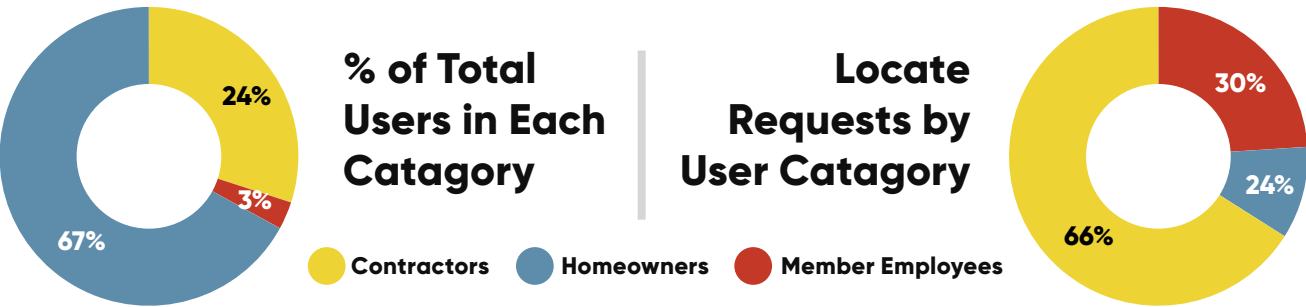 24%
3%
67%
% of Total
Users in Each
Catagory
Locate
Requests by
User Catagory
30%
24%
66%
Contractors
Homeowners
Member Employees